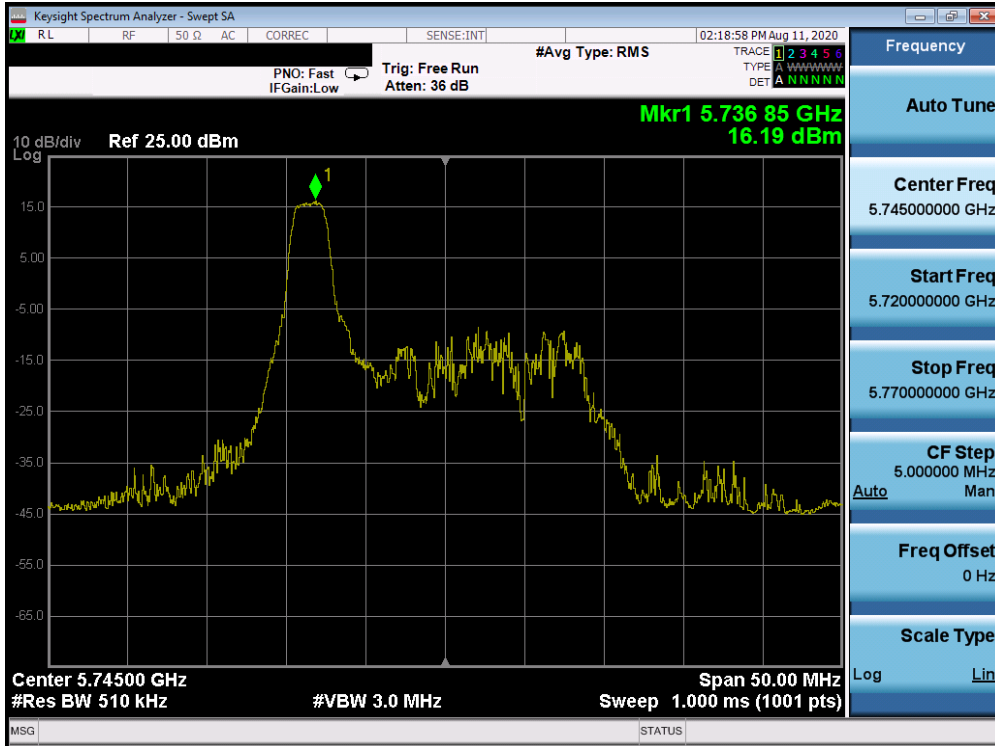 Keysight Spectrum Analyzer - Swept SA
LXI RL RF 50 Ω AC CORREC SENSE:INT 02:18:58 PM Aug 11, 2020
#Avg Type: RMS TRACE 1 2 3 4 5 6
PNO: Fast Trig: Free Run TYPE A W W W W W
IFGain:Low Atten: 36 dB DET A N N N N N
Mkr1 5.736 85 GHz
16.19 dBm
10 dB/div Ref 25.00 dBm
Log
1
15.0
5.00
-5.00
-15.0
-25.0
-35.0
-45.0
-55.0
-65.0
Center 5.74500 GHz Span 50.00 MHz
#Res BW 510 kHz #VBW 3.0 MHz Sweep 1.000 ms (1001 pts)
MSG STATUS
Frequency
Auto Tune
Center Freq
5.745000000 GHz
Start Freq
5.720000000 GHz
Stop Freq
5.770000000 GHz
CF Step
5.000000 MHz
Auto Man
Freq Offset
0 Hz
Scale Type
Log Lin